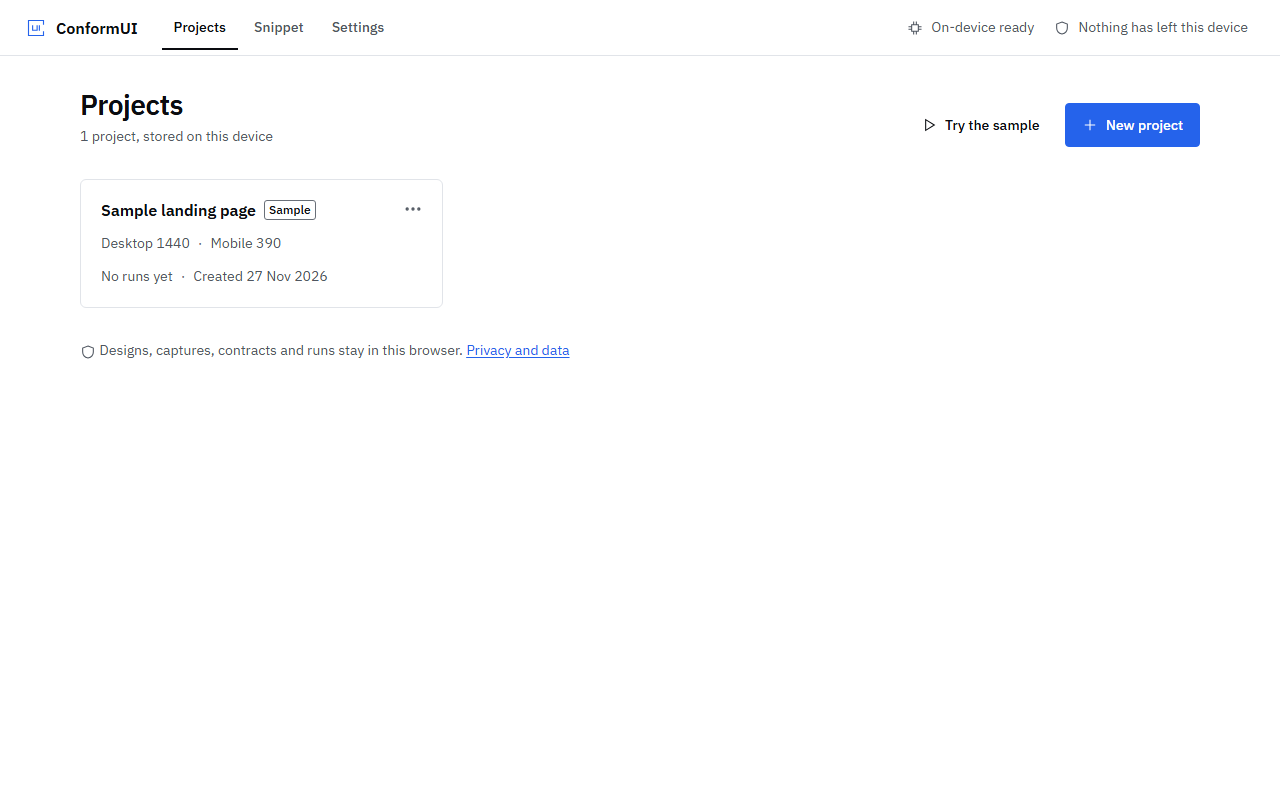 UI ConformUI Projects Snippet Settings On-device ready Nothing has left this device
Projects
1 project, stored on this device
Try the sample
New project
Sample landing page Sample
Desktop 1440 · Mobile 390
No runs yet · Created 27 Nov 2026
Designs, captures, contracts and runs stay in this browser. Privacy and data